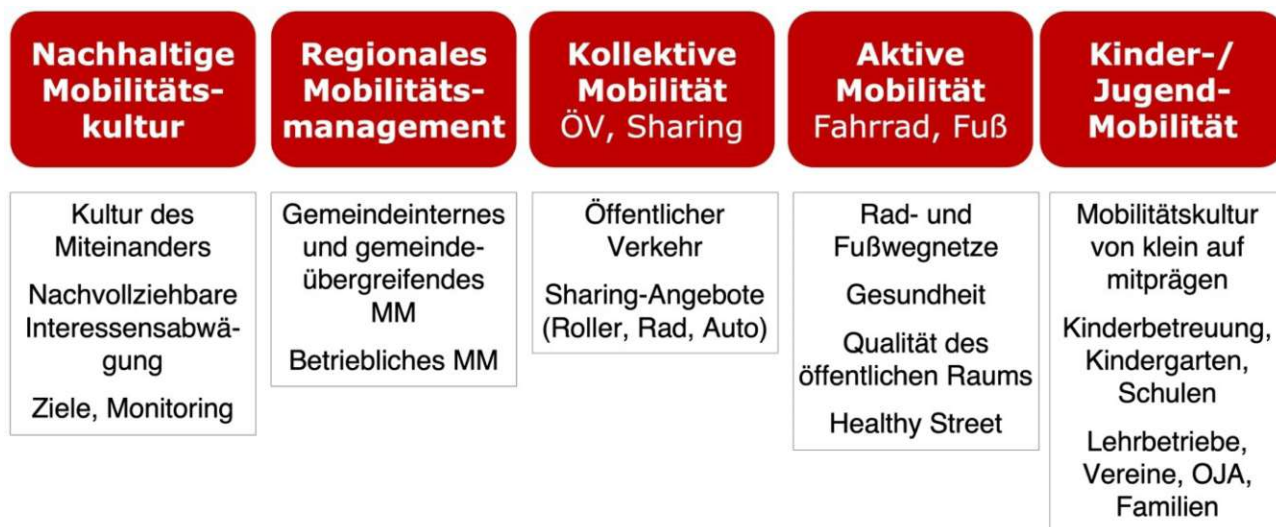 Nachhaltige
Mobilitäts-
kultur
Regionales
Mobilitäts-
management
Kollektive
Mobilität
ÖV, Sharing
Aktive
Mobilität
Fahrrad, Fuß
Kinder-/
Jugend-
Mobilität
Kultur des
Miteinanders
Nachvollziehbare
Interessensabwä-
gung
Ziele, Monitoring
Gemeindeinternes
und gemeinde-
übergreifendes
MM
Betriebliches MM
Öffentlicher
Verkehr
Sharing-Angebote
(Roller, Rad, Auto)
Rad- und
Fußwegnetze
Gesundheit
Qualität des
öffentlichen Raums
Healthy Street
Mobilitätskultur
von klein auf
mitprägen
Kinderbetreuung,
Kindergarten,
Schulen
Lehrbetriebe,
Vereine, OJA,
Familien